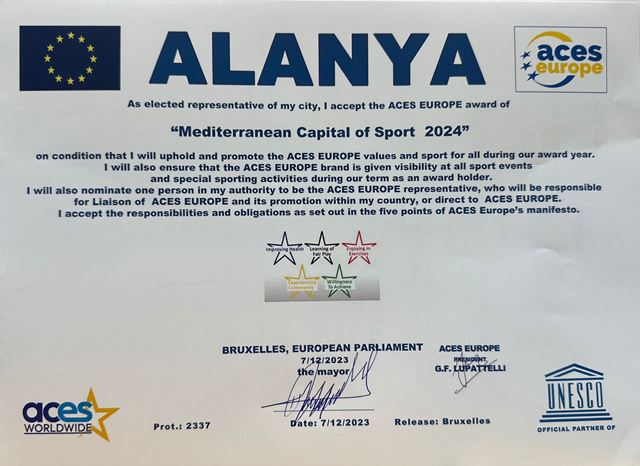 ALANYA
aces
europe
As elected representative of my city, I accept the ACES EUROPE award of
“Mediterranean Capital of Sport 2024”
on condition that I will uphold and promote the ACES EUROPE values and sport for all during our award year.
I will also ensure that the ACES EUROPE brand is given visibility at all sport events
and special sporting activities during our term as an award holder.
I will also nominate one person in my authority to be the ACES EUROPE representative, who will be responsible
for Liaison of ACES EUROPE and its promotion within my country, or direct to ACES EUROPE.
I accept the responsibilities and obligations as set out in the five points of ACES Europe’s manifesto.
Improving Health
Learning of
Fair Play
Enjoying in
Exercises
Experiencing
Community
Willingness
To Achieve
BRUXELLES, EUROPEAN PARLIAMENT
7/12/2023
the mayor
ACES EUROPE
PRESIDENT
G.F. LUPATTELLI
aces
WORLDWIDE
Prot.: 2337
Date: 7/12/2023
Release: Bruxelles
UNESCO
OFFICIAL PARTNER OF